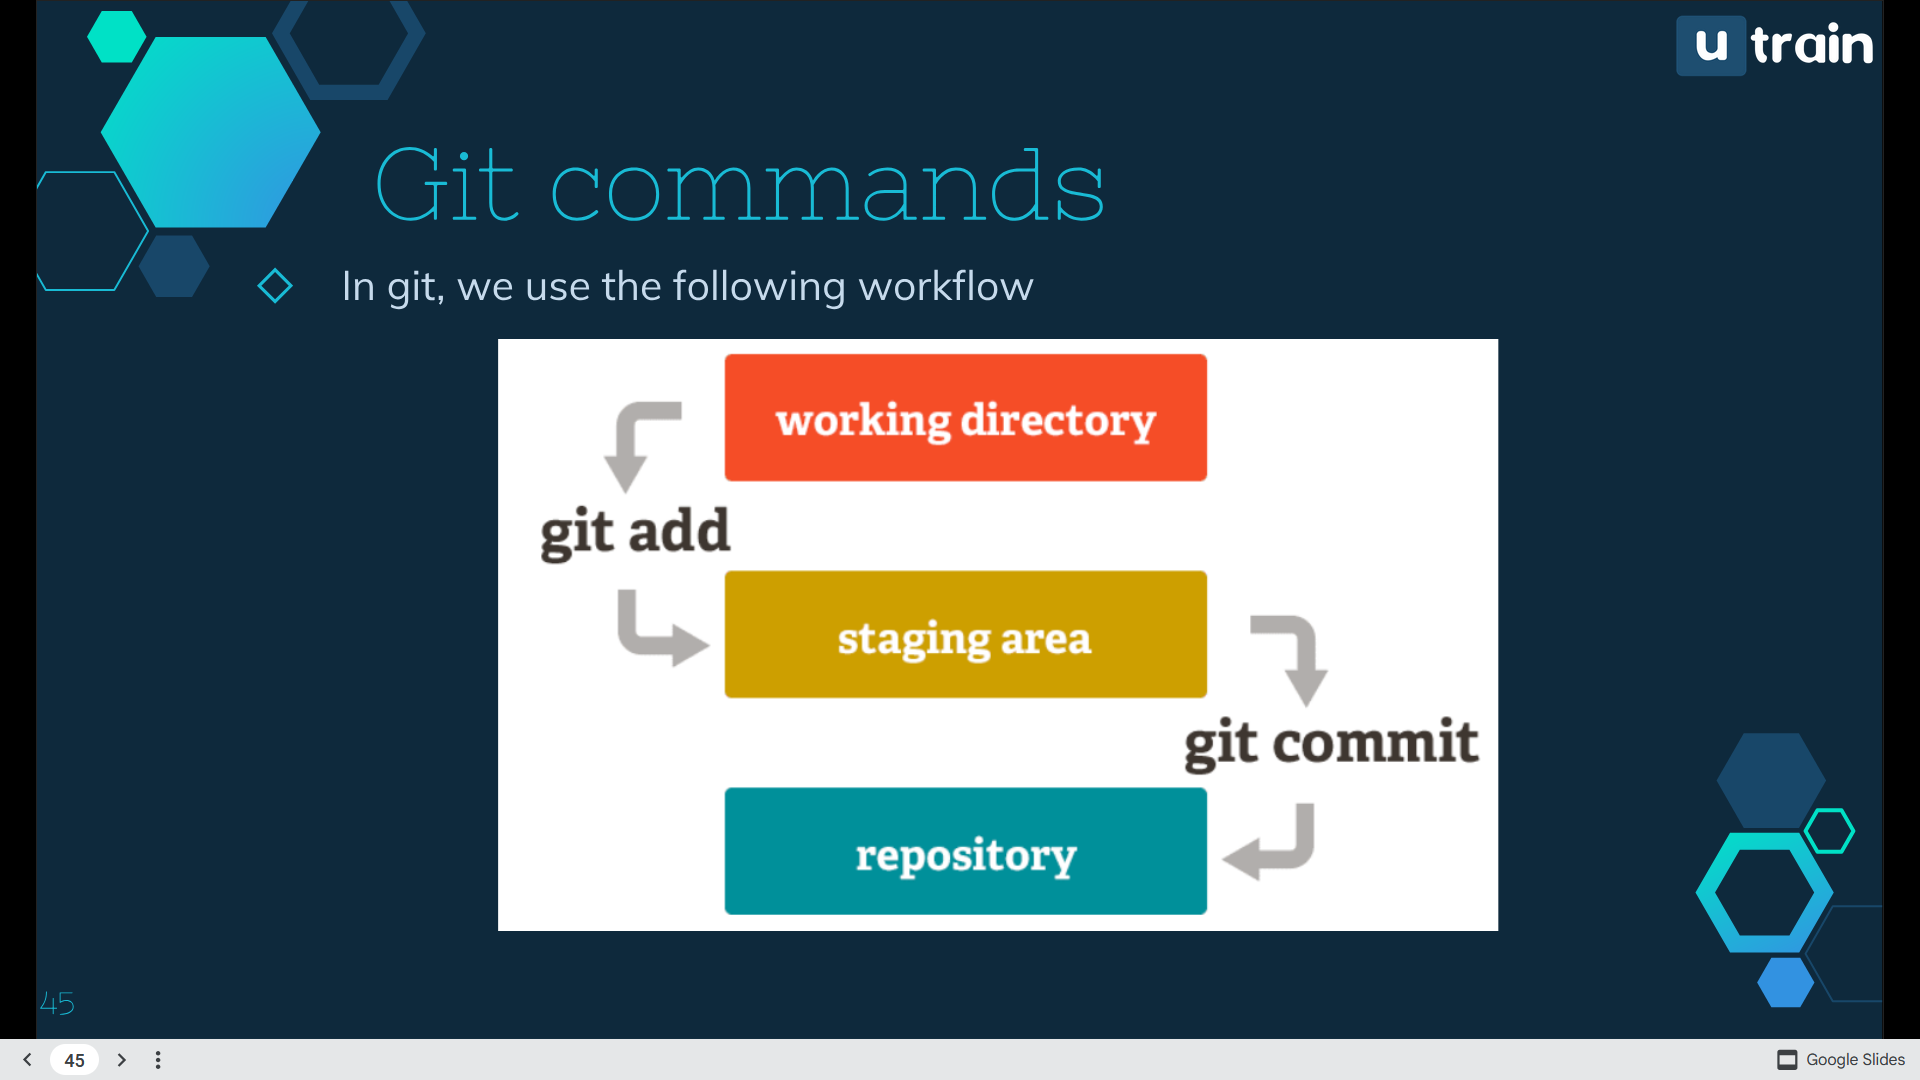 u train
Git commands
In git, we use the following workflow
working directory
git add
staging area
git commit
repository
45
45
Google Slides